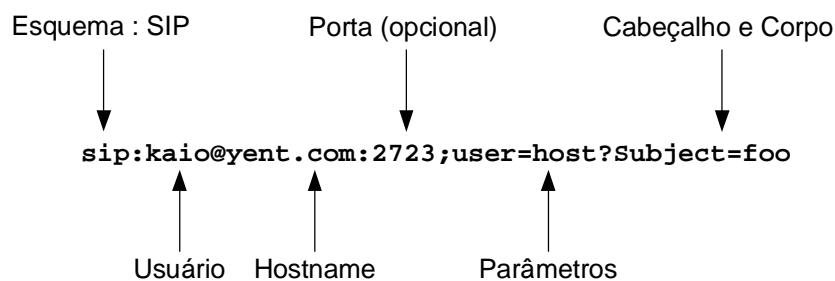 Esquema : SIP Porta (opcional) Cabeçalho e Corpo
sip:kaio@yent.com:2723;user=host?Subject=foo
Usuário Hostname Parâmetros